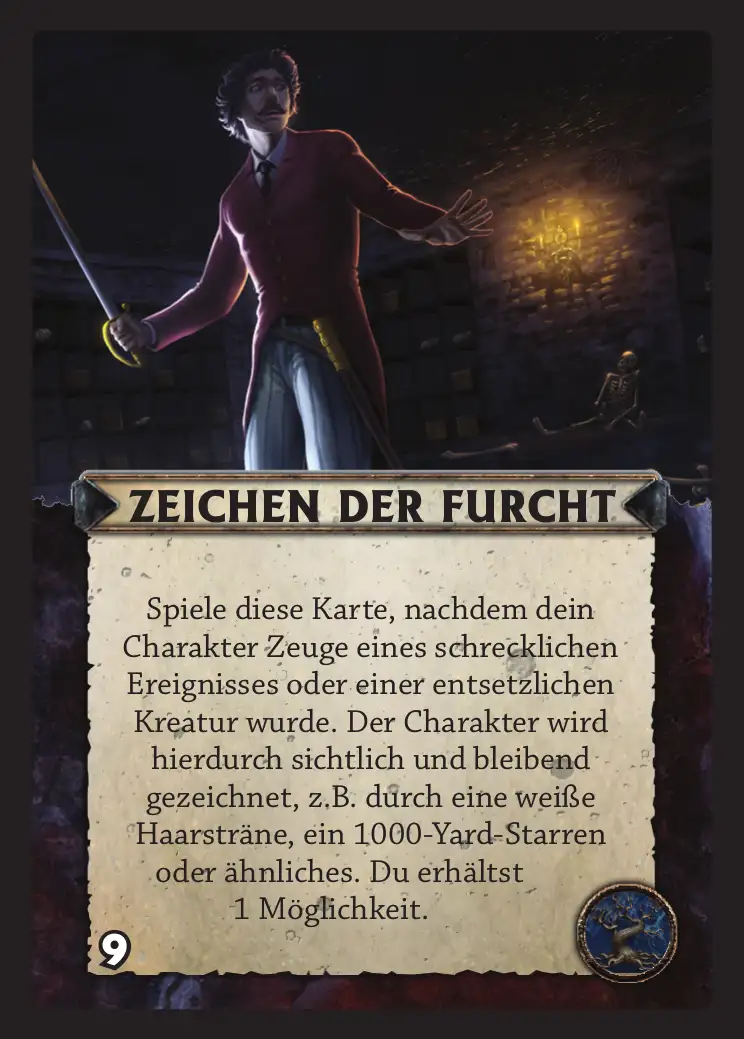 ZEICHEN DER FURCHT
Spiele diese Karte, nachdem dein
Charakter Zeuge eines schrecklichen
Ereignisses oder einer entsetzlichen
Kreatur wurde. Der Charakter wird
hierdurch sichtlich und bleibend
gezeichnet, z.B. durch eine weiße
Haarsträne, ein 1000-Yard-Starren
oder ähnliches. Du erhältst
1 Möglichkeit.
9